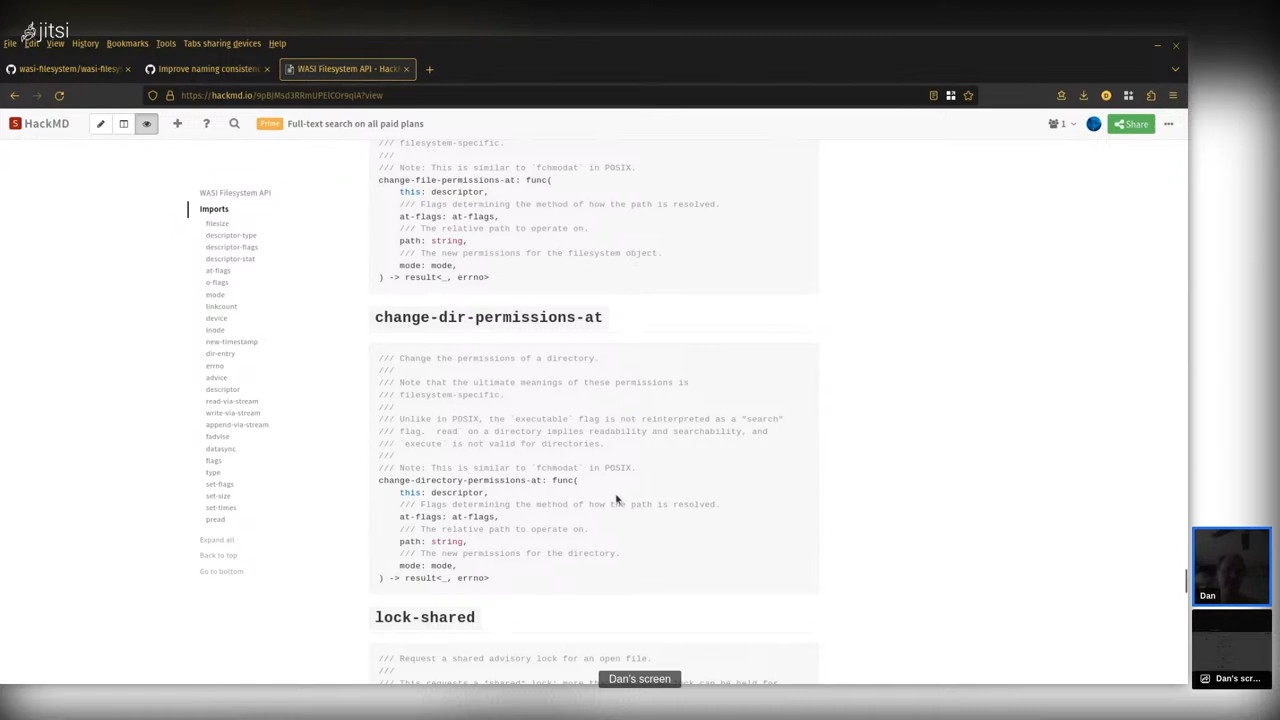 jitsi
File Edit View History Bookmarks Tools Tabs sharing devices Help
wasi-filesystem/wasi-filesy
Improve naming consistenc
WASI Filesystem API - Hack
https://hackmd.io/9pBJMsd3RRmUPElCOr9qIA?view
HackMD
Prime
Full-text search on all paid plans
1
Share
WASI Filesystem API
Imports
filesize
descriptor-type
descriptor-flags
descriptor-stat
at-flags
o-flags
mode
linkcount
device
inode
new-timestamp
dir-entry
errno
advice
descriptor
read-via-stream
write-via-stream
append-via-stream
fadvise
datasync
flags
type
set-flags
set-size
set-times
pread
Expand all
Back to top
Go to bottom
/// filesystem-specific.
///
/// Note: This is similar to `fchmodat` in POSIX.
change-file-permissions-at: func(
this: descriptor,
/// Flags determining the method of how the path is resolved.
at-flags: at-flags,
/// The relative path to operate on.
path: string,
/// The new permissions for the filesystem object.
mode: mode,
) -> result<_, errno>
change-dir-permissions-at
/// Change the permissions of a directory.
///
/// Note that the ultimate meanings of these permissions is
/// filesystem-specific.
///
/// Unlike in POSIX, the `executable` flag is not reinterpreted as a "search"
/// flag. `read` on a directory implies readability and searchability, and
/// `execute` is not valid for directories.
///
/// Note: This is similar to `fchmodat` in POSIX.
change-directory-permissions-at: func(
this: descriptor,
/// Flags determining the method of how the path is resolved.
at-flags: at-flags,
/// The relative path to operate on.
path: string,
/// The new permissions for the directory.
mode: mode,
) -> result<_, errno>
lock-shared
/// Request a shared advisory lock for an open file.
///
Dan's screen
Dan
Dan's scr...